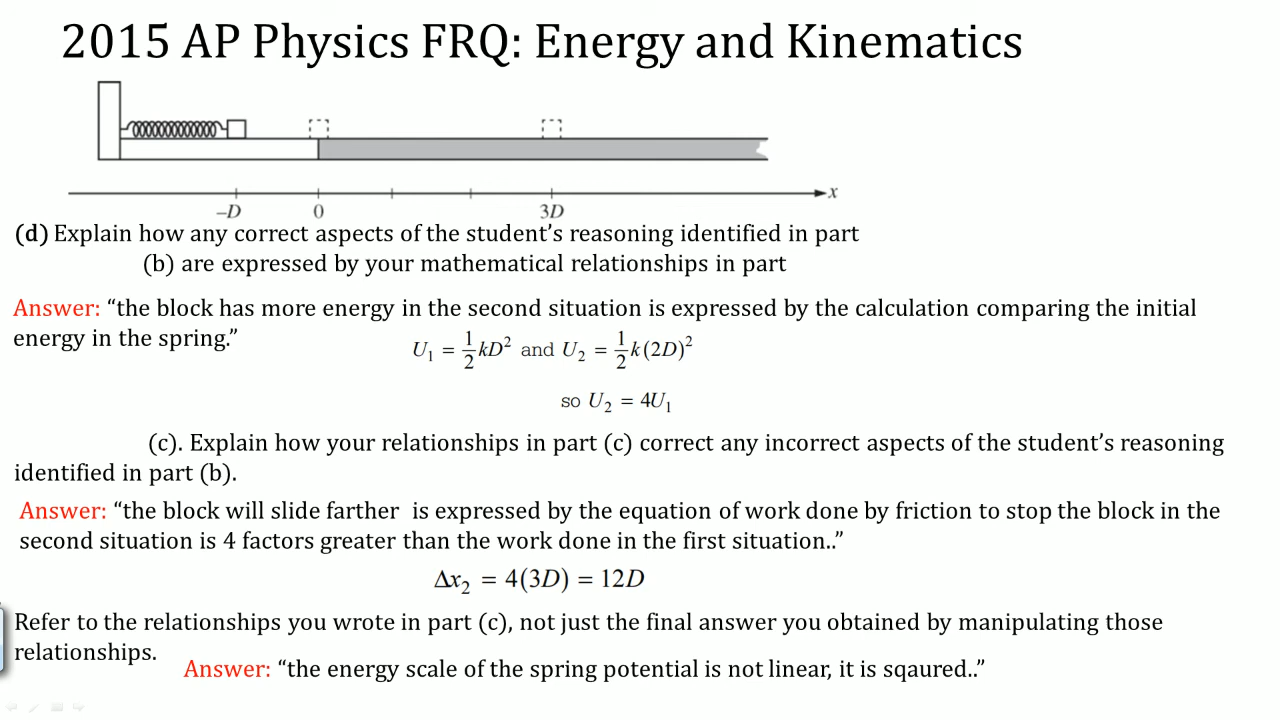 2015 AP Physics FRQ: Energy and Kinematics
x
–D 0 3D
(d) Explain how any correct aspects of the student’s reasoning identified in part
(b) are expressed by your mathematical relationships in part
Answer: “the block has more energy in the second situation is expressed by the calculation comparing the initial
energy in the spring.”
U₁ = ½kD² and U₂ = ½k(2D)²
so U₂ = 4U₁
(c). Explain how your relationships in part (c) correct any incorrect aspects of the student’s reasoning
identified in part (b).
Answer: “the block will slide farther is expressed by the equation of work done by friction to stop the block in the
second situation is 4 factors greater than the work done in the first situation..”
Δx₂ = 4(3D) = 12D
Refer to the relationships you wrote in part (c), not just the final answer you obtained by manipulating those
relationships.
Answer: “the energy scale of the spring potential is not linear, it is sqaured..”